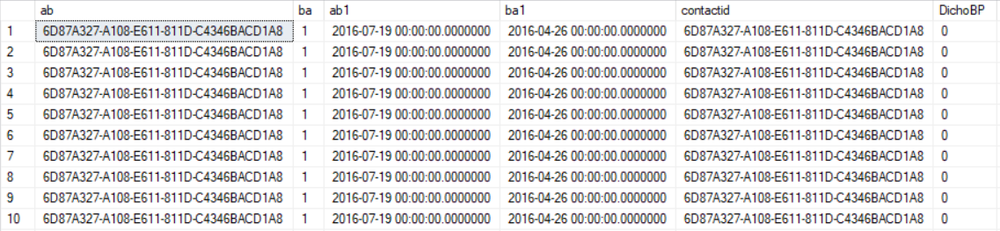 ab ba ab1 ba1 contactid DichoBP
1 6D87A327-A108-E611-811D-C4346BACD1A8 1 2016-07-19 00:00:00.0000000 2016-04-26 00:00:00.0000000 6D87A327-A108-E611-811D-C4346BACD1A8 0
2 6D87A327-A108-E611-811D-C4346BACD1A8 1 2016-07-19 00:00:00.0000000 2016-04-26 00:00:00.0000000 6D87A327-A108-E611-811D-C4346BACD1A8 0
3 6D87A327-A108-E611-811D-C4346BACD1A8 1 2016-07-19 00:00:00.0000000 2016-04-26 00:00:00.0000000 6D87A327-A108-E611-811D-C4346BACD1A8 0
4 6D87A327-A108-E611-811D-C4346BACD1A8 1 2016-07-19 00:00:00.0000000 2016-04-26 00:00:00.0000000 6D87A327-A108-E611-811D-C4346BACD1A8 0
5 6D87A327-A108-E611-811D-C4346BACD1A8 1 2016-07-19 00:00:00.0000000 2016-04-26 00:00:00.0000000 6D87A327-A108-E611-811D-C4346BACD1A8 0
6 6D87A327-A108-E611-811D-C4346BACD1A8 1 2016-07-19 00:00:00.0000000 2016-04-26 00:00:00.0000000 6D87A327-A108-E611-811D-C4346BACD1A8 0
7 6D87A327-A108-E611-811D-C4346BACD1A8 1 2016-07-19 00:00:00.0000000 2016-04-26 00:00:00.0000000 6D87A327-A108-E611-811D-C4346BACD1A8 0
8 6D87A327-A108-E611-811D-C4346BACD1A8 1 2016-07-19 00:00:00.0000000 2016-04-26 00:00:00.0000000 6D87A327-A108-E611-811D-C4346BACD1A8 0
9 6D87A327-A108-E611-811D-C4346BACD1A8 1 2016-07-19 00:00:00.0000000 2016-04-26 00:00:00.0000000 6D87A327-A108-E611-811D-C4346BACD1A8 0
10 6D87A327-A108-E611-811D-C4346BACD1A8 1 2016-07-19 00:00:00.0000000 2016-04-26 00:00:00.0000000 6D87A327-A108-E611-811D-C4346BACD1A8 0